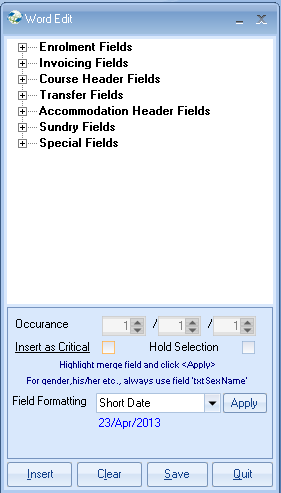 Word Edit
Enrolment Fields
Invoicing Fields
Course Header Fields
Transfer Fields
Accommodation Header Fields
Sundry Fields
Special Fields
Occurance 1 / 1 / 1
Insert as Critical Hold Selection
Highlight merge field and click <Apply>
For gender,his/her etc., always use field 'txtSexName'
Field Formatting Short Date Apply
23/Apr/2013
Insert Clear Save Quit